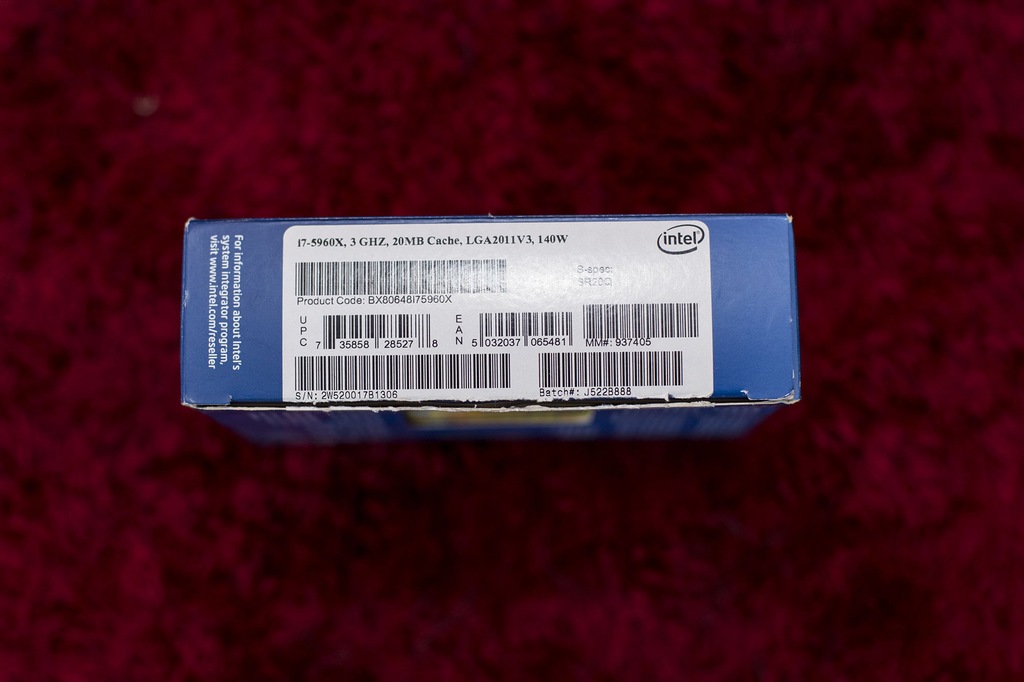 For information about Intel's
system integrator program,
visit www.intel.com/reseller
i7-5960X, 3 GHZ, 20MB Cache, LGA2011V3, 140W
intel
S-spec:
SR20Q
Product Code: BX80648I75960X
UPC 7 35858 28527 8
EAN 5 032037 065481
MM#: 937405
S/N: 2W520017B1306
Batch#: J522B888